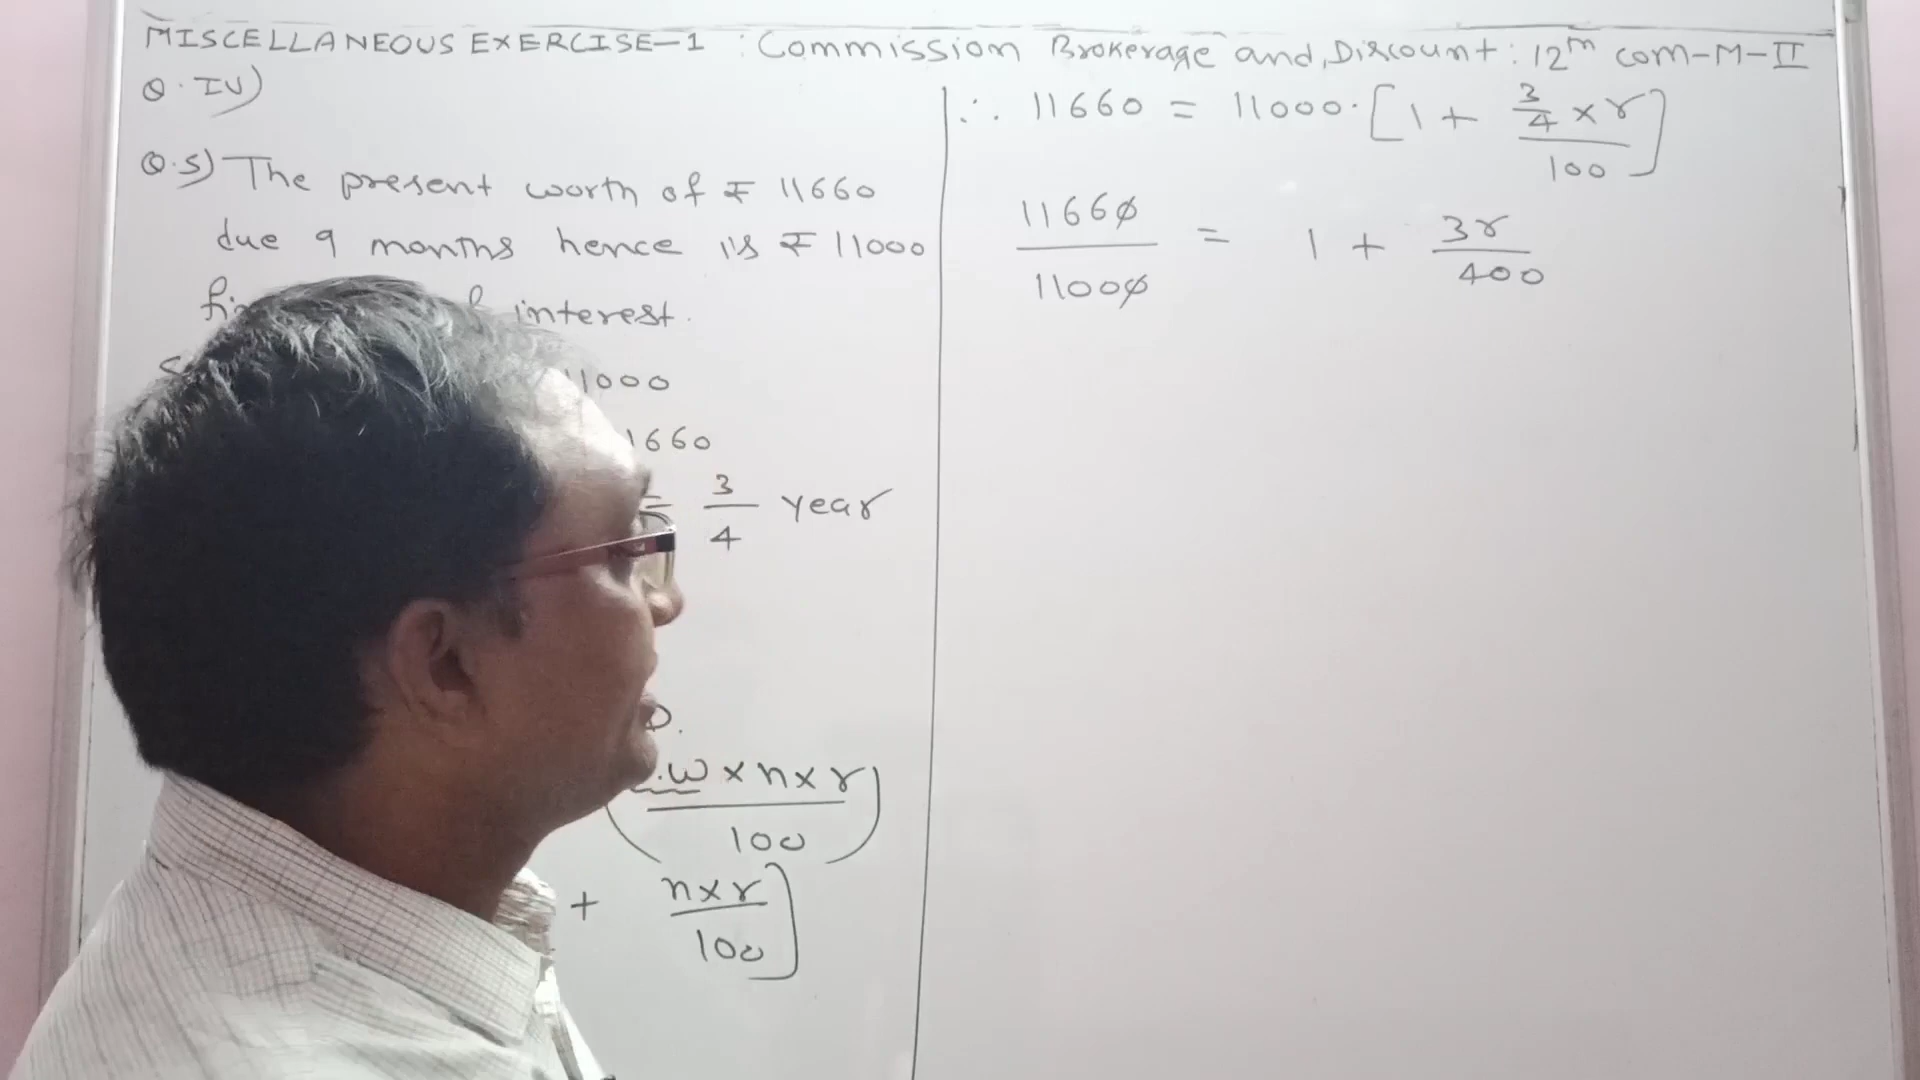 MISCELLANEOUS EXERCISE-1 : Commission Brokerage and Discount : 12th com-M-II
Q. IV)
Q.5) The present worth of ₹ 11660
due 9 months hence is ₹ 11000
interest.
11000
1660
= 3/4 year
D.
.W × n × r
100
+ n × r / 100 ]
∴ 11660 = 11000 · [ 1 + 3/4 × r / 100 ]
11660 / 11000 = 1 + 3r / 400